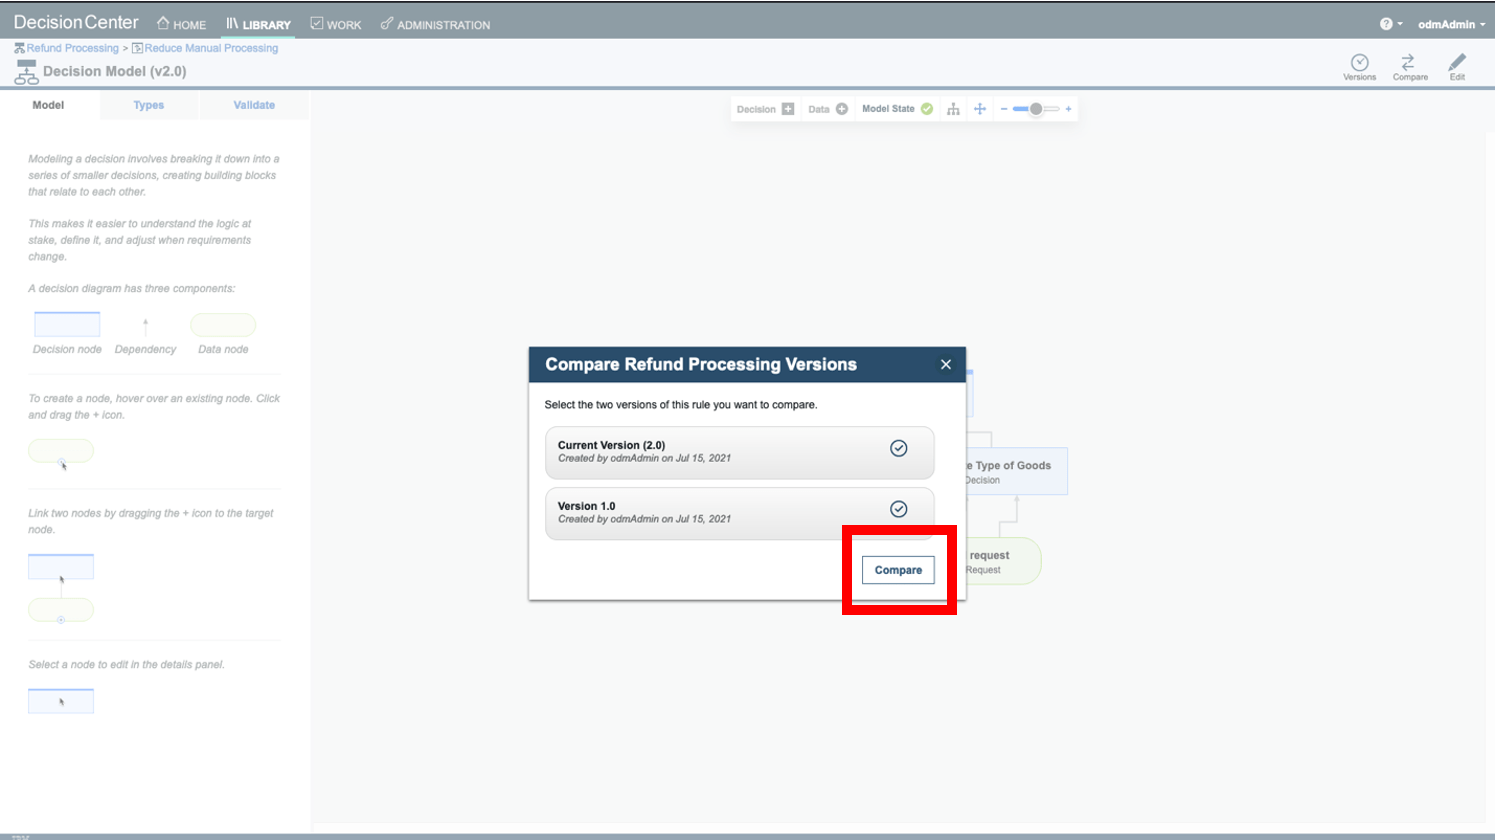 DecisionCenter HOME LIBRARY WORK ADMINISTRATION ? odmAdmin
Refund Processing > Reduce Manual Processing
Decision Model (v2.0)
Versions Compare Edit
Model Types Validate
Decision Data Model State
Modeling a decision involves breaking it down into a
series of smaller decisions, creating building blocks
that relate to each other.
This makes it easier to understand the logic at
stake, define it, and adjust when requirements
change.
A decision diagram has three components:
Decision node Dependency Data node
To create a node, hover over an existing node. Click
and drag the + icon.
Link two nodes by dragging the + icon to the target
node.
Select a node to edit in the details panel.
Compare Refund Processing Versions
Select the two versions of this rule you want to compare.
Current Version (2.0)
Created by odmAdmin on Jul 15, 2021
Version 1.0
Created by odmAdmin on Jul 15, 2021
Compare
e Type of Goods
Decision
request
Request